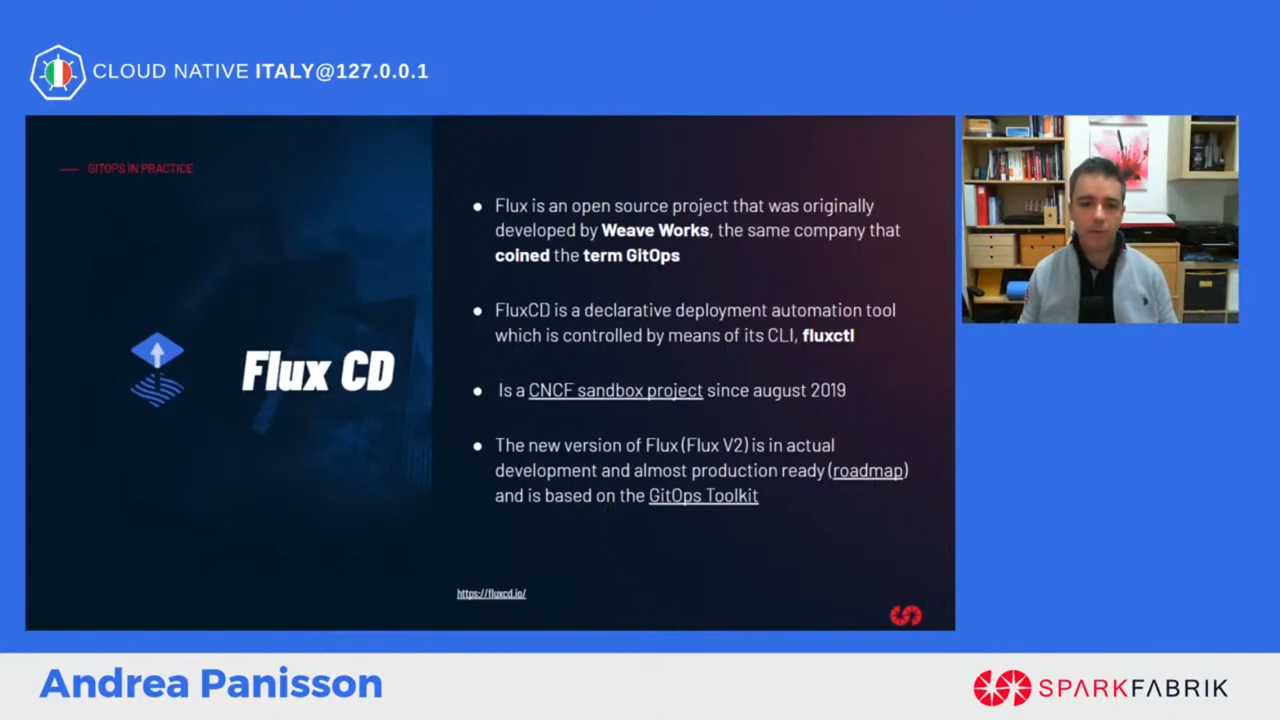 CLOUD NATIVE ITALY@127.0.0.1
GITOPS IN PRACTICE
Flux CD
● Flux is an open source project that was originally
developed by Weave Works, the same company that
coined the term GitOps
● FluxCD is a declarative deployment automation tool
which is controlled by means of its CLI, fluxctl
● Is a CNCF sandbox project since august 2019
● The new version of Flux (Flux V2) is in actual
development and almost production ready (roadmap)
and is based on the GitOps Toolkit
https://fluxcd.io/
Andrea Panisson
SPARKFABRIK